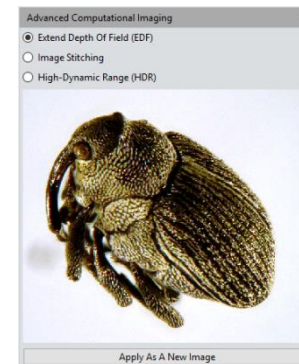 Advanced Computational Imaging
Extend Depth Of Field (EDF)
Image Stitching
High-Dynamic Range (HDR)
Apply As A New Image